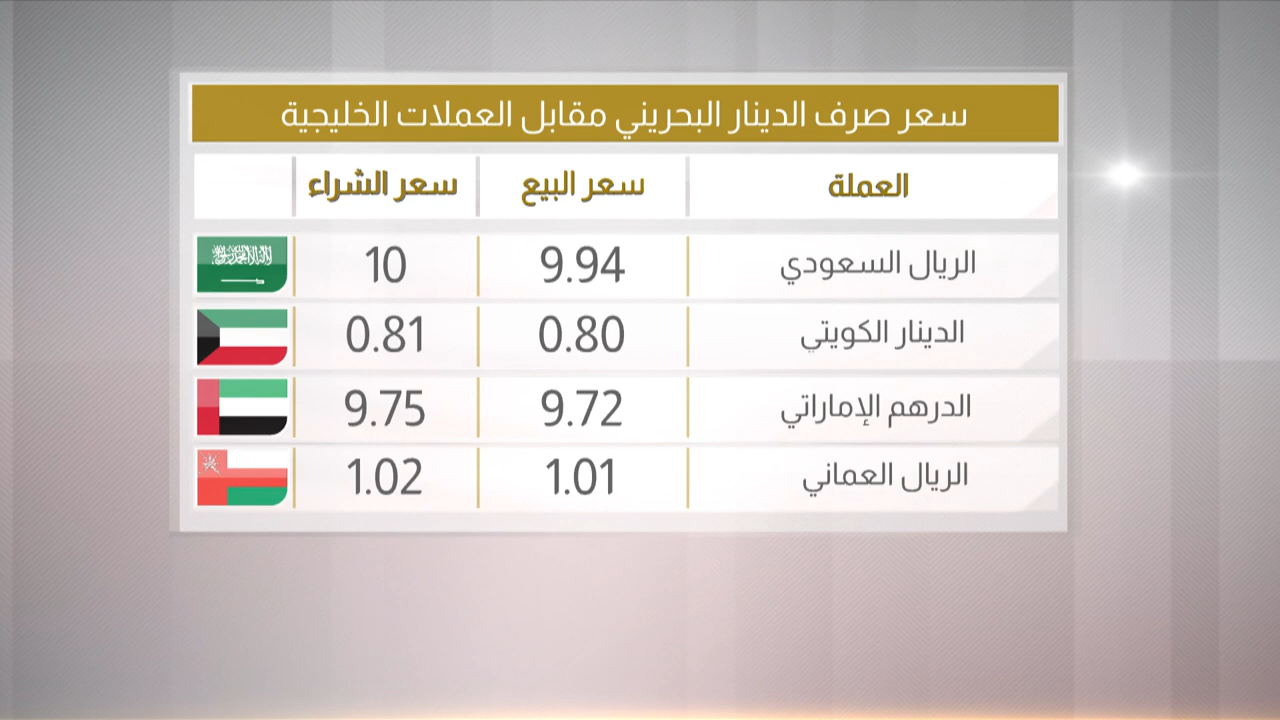 سعر صرف الدينار البحريني مقابل العملات الخليجية
العملة سعر البيع سعر الشراء
الريال السعودي 9.94 10
الدينار الكويتي 0.80 0.81
الدرهم الإماراتي 9.72 9.75
الريال العماني 1.01 1.02